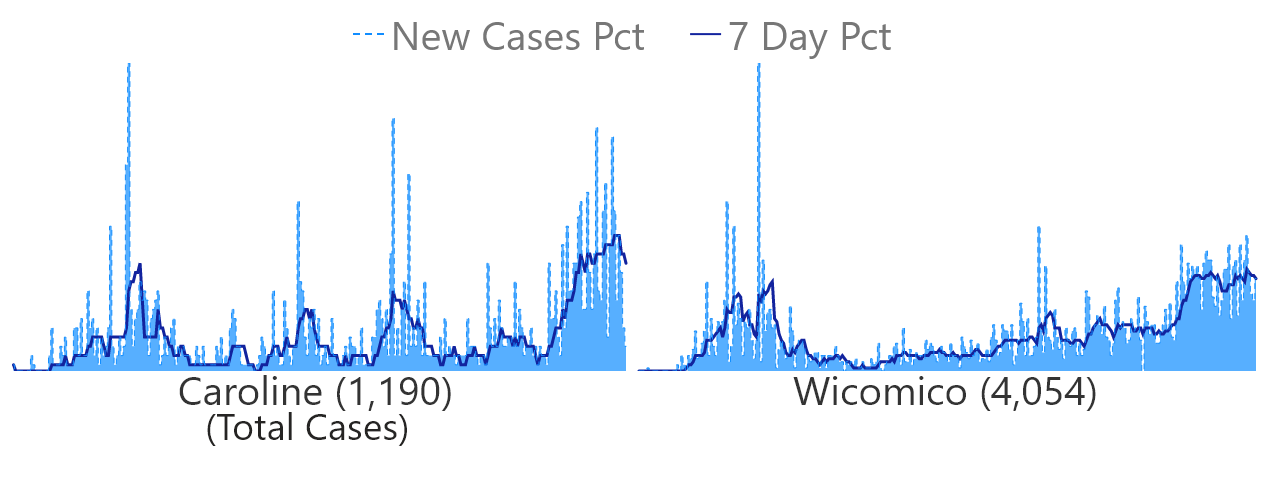 New Cases Pct 7 Day Pct
Caroline (1,190)
(Total Cases)
Wicomico (4,054)